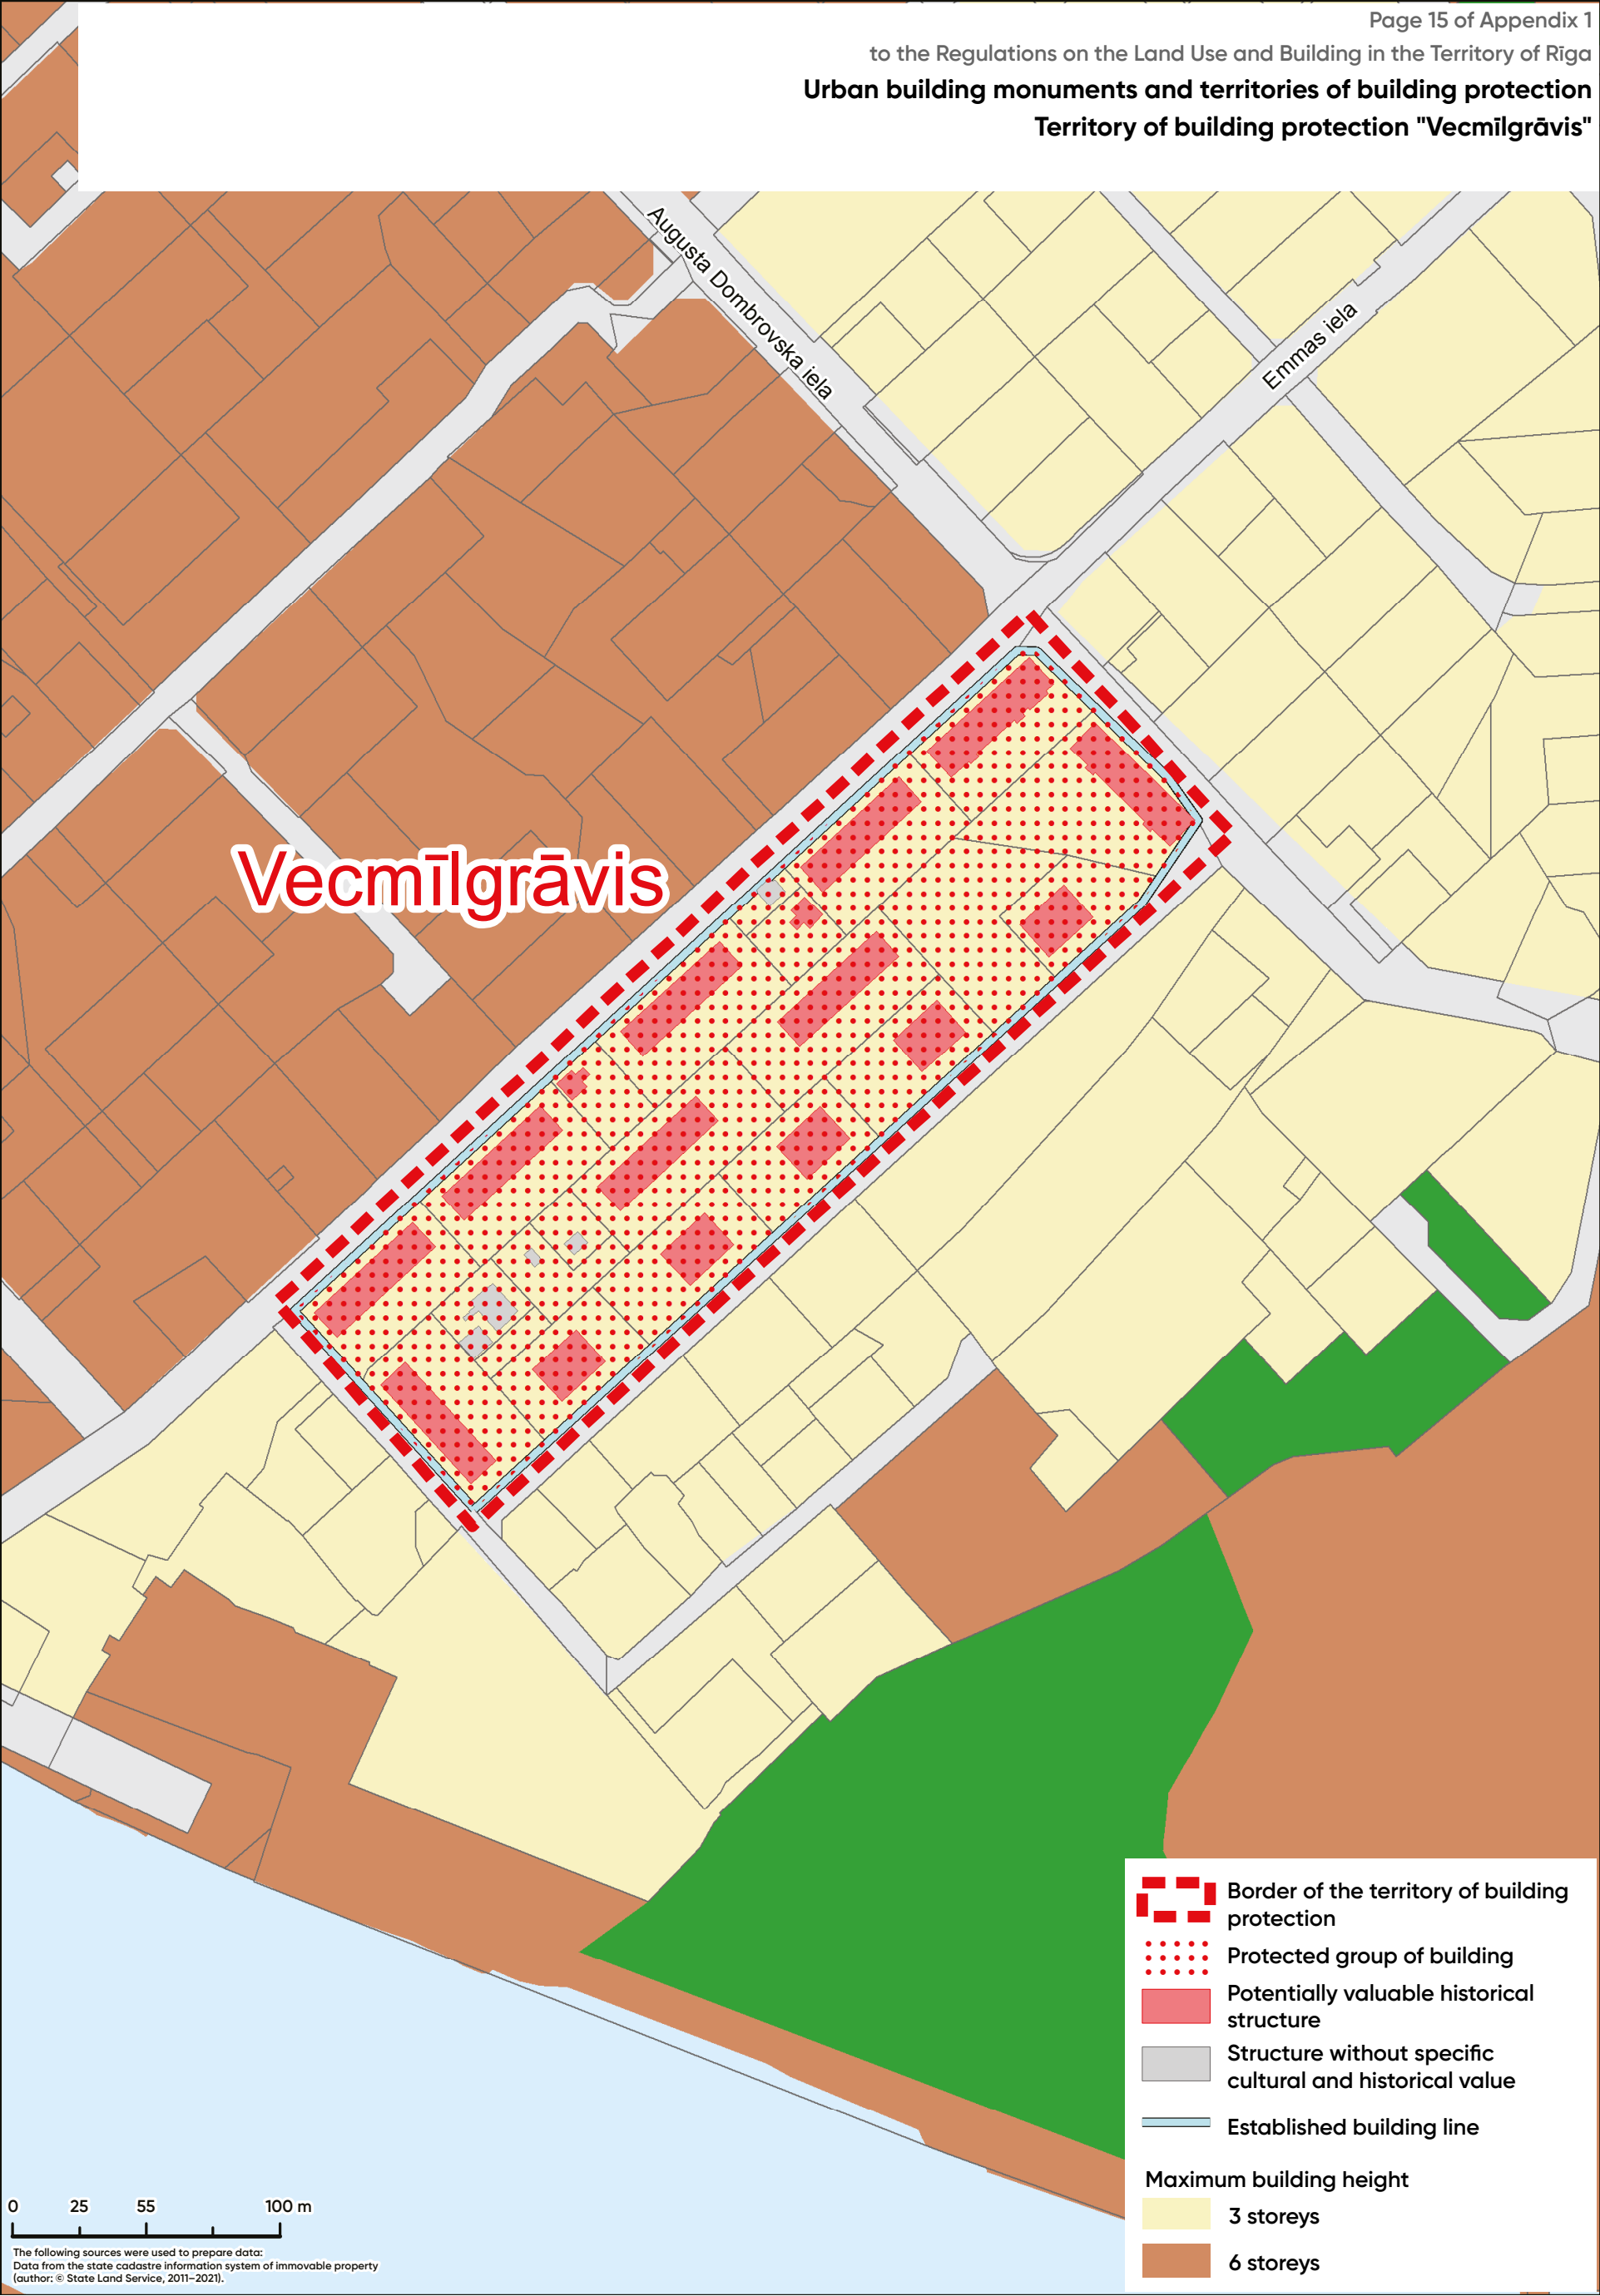 Page 15 of Appendix 1
to the Regulations on the Land Use and Building in the Territory of Rīga
Urban building monuments and territories of building protection
Territory of building protection "Vecmīlgrāvis"
Augusta Dombrovska iela
Emmas iela
Vecmīlgrāvis
Border of the territory of building
protection
Protected group of building
Potentially valuable historical
structure
Structure without specific
cultural and historical value
Established building line
Maximum building height
3 storeys
6 storeys
0 25 55 100 m
The following sources were used to prepare data:
Data from the state cadastre information system of immovable property
(author: © State Land Service, 2011–2021).